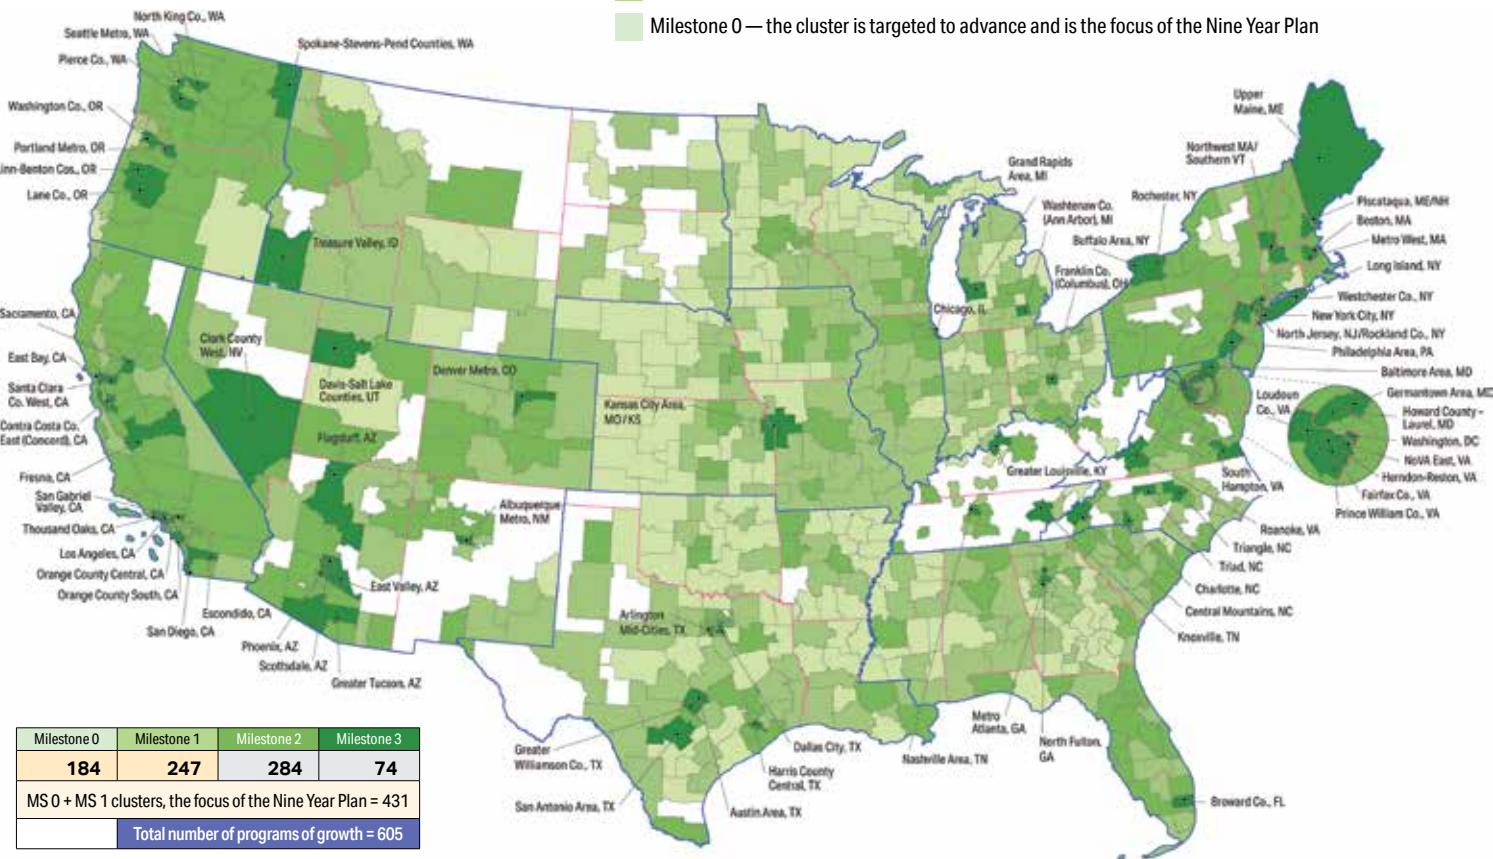 Milestone 0 — the cluster is targeted to advance and is the focus of the Nine Year Plan
North King Co., WA
Seattle Metro, WA
Pierce Co., WA
Spokane-Stevens-Pend Counties, WA
Washington Co., OR
Portland Metro, OR
inn-Benton Cos., OR
Lane Co., OR
Treasure Valley, ID
Sacramento, CA
East Bay, CA
Santa Clara
Co. West, CA
Contra Costa Co.
East (Concord), CA
Fresno, CA
San Gabriel
Valley, CA
Thousand Oaks, CA
Los Angeles, CA
Orange County Central, CA
Orange County South, CA
Escondido, CA
San Diego, CA
Clark County
West, NV
Davis-Salt Lake
Counties, UT
Flagstaff, AZ
Denver Metro, CO
Kansas City Area,
MO/KS
Albuquerque
Metro, NM
East Valley, AZ
Phoenix, AZ
Scottsdale, AZ
Greater Tucson, AZ
Arlington
Mid-Cities, TX
Greater
Williamson Co., TX
San Antonio Area, TX
Austin Area, TX
Harris County
Central, TX
Dallas City, TX
Nashville Area, TN
Metro
Atlanta, GA
North Fulton,
GA
Broward Co., FL
Grand Rapids
Area, MI
Washtenaw Co.
(Ann Arbor), MI
Chicago, IL
Franklin Co.
(Columbus), OH
Buffalo Area, NY
Rochester, NY
Northwest MA/
Southern VT
Upper
Maine, ME
Piscataqua, ME/NH
Boston, MA
Metro West, MA
Long Island, NY
Westchester Co., NY
New York City, NY
North Jersey, NJ/Rockland Co., NY
Philadelphia Area, PA
Baltimore Area, MD
Germantown Area, MD
Howard County –
Laurel, MD
Washington, DC
NoVA East, VA
Herndon-Reston, VA
Fairfax Co., VA
Prince William Co., VA
Loudoun
Co., VA
Greater Louisville, KY
South
Hampton, VA
Roanoke, VA
Triangle, NC
Triad, NC
Charlotte, NC
Central Mountains, NC
Knoxville, TN
Milestone 0 Milestone 1 Milestone 2 Milestone 3
184 247 284 74
MS 0 + MS 1 clusters, the focus of the Nine Year Plan = 431
Total number of programs of growth = 605